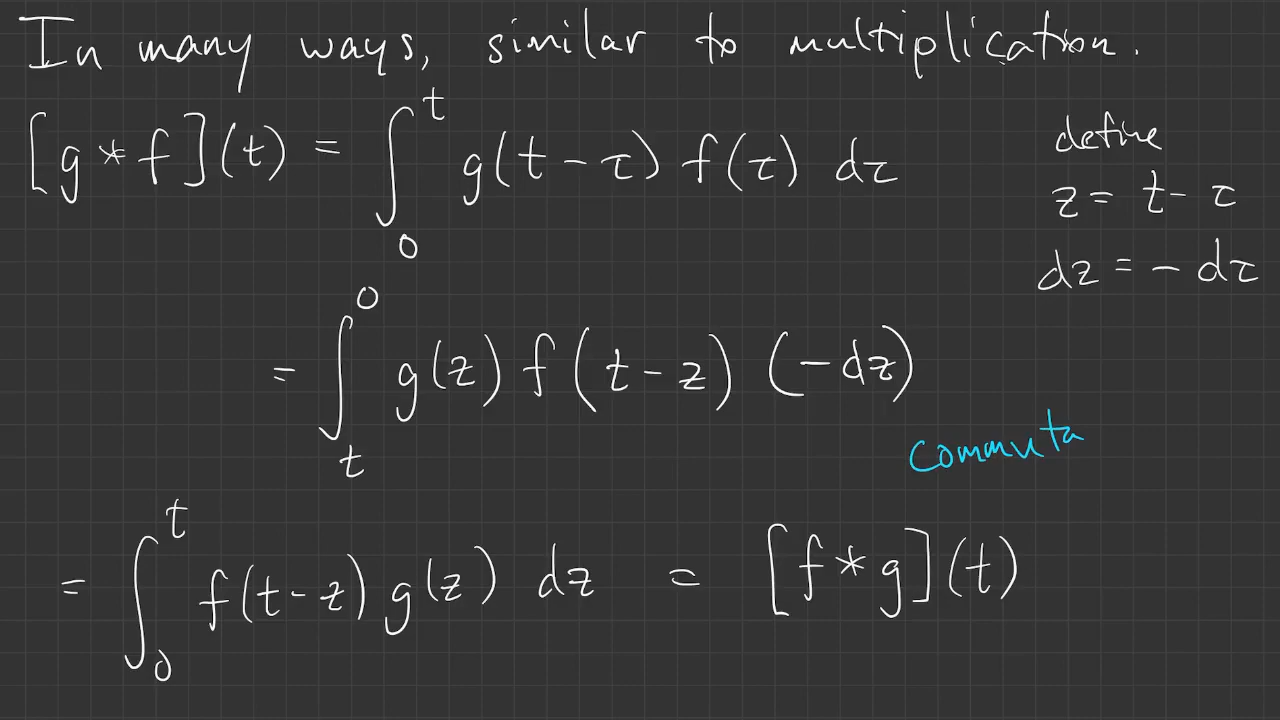 In many ways, similar to multiplication.
[g * f](t) = ∫₀ᵗ g(t - τ) f(τ) dτ
define
z = t - τ
dz = - dτ
= ∫ₜ⁰ g(z) f(t - z) (-dz)
commuta
= ∫₀ᵗ f(t-z) g(z) dz = [f * g](t)